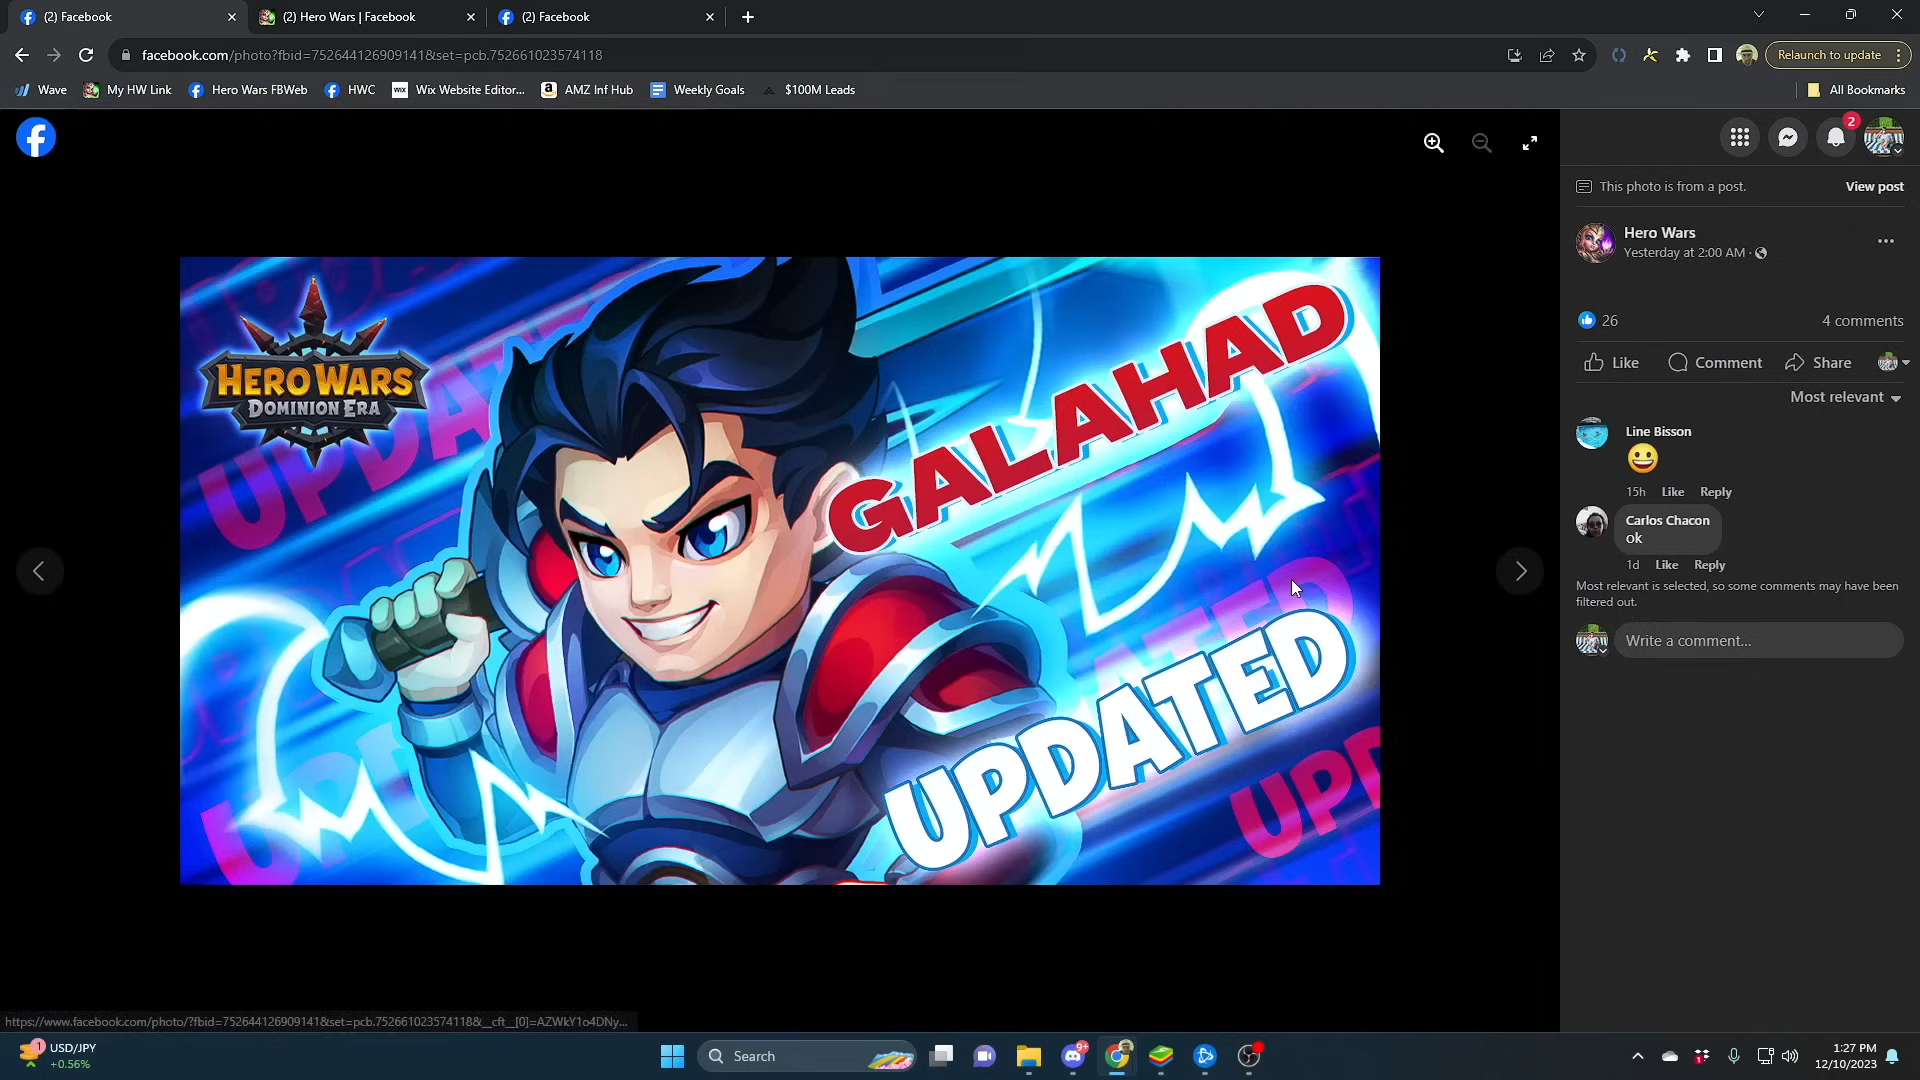 (2) Facebook
(2) Hero Wars | Facebook
(2) Facebook
facebook.com/photo?fbid=752644126909141&set=pcb.752661023574118
Relaunch to update
Wave
My HW Link
Hero Wars FBWeb
HWC
WIX
Wix Website Editor...
AMZ Inf Hub
Weekly Goals
$100M Leads
All Bookmarks
2
This photo is from a post.
View post
Hero Wars
Yesterday at 2:00 AM ·
26
4 comments
Like
Comment
Share
Most relevant
Line Bisson
15h Like Reply
Carlos Chacon
ok
1d Like Reply
Most relevant is selected, so some comments may have been
filtered out.
Write a comment...
HERO WARS
DOMINION ERA
GALAHAD
UPDATED
https://www.facebook.com/photo/?fbid=752644126909141&set=pcb.752661023574118&__cft__[0]=AZWkY1o4DNy...
1
USD/JPY
+0.56%
Search
9+
1:27 PM
12/10/2023